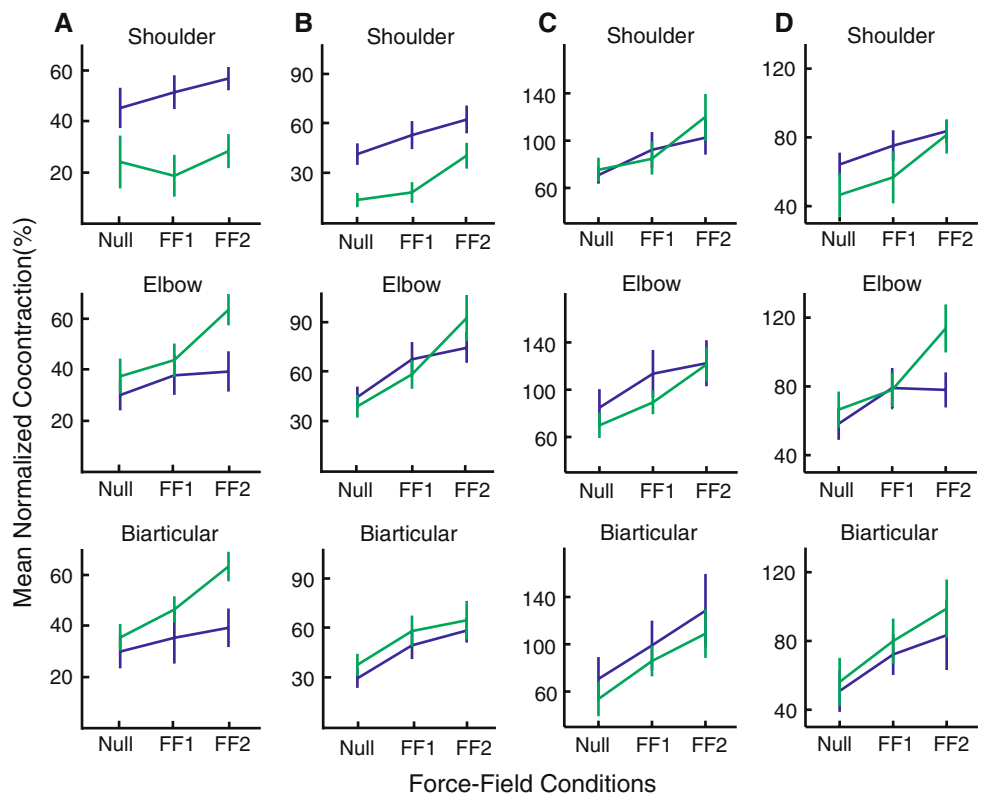 A
B
C
D
Shoulder
Shoulder
Shoulder
Shoulder
60
40
20
90
60
30
140
100
60
120
80
40
Null FF1 FF2
Null FF1 FF2
Null FF1 FF2
Null FF1 FF2
Elbow
Elbow
Elbow
Elbow
60
40
20
90
60
30
140
100
60
120
80
40
Null FF1 FF2
Null FF1 FF2
Null FF1 FF2
Null FF1 FF2
Biarticular
Biarticular
Biarticular
Biarticular
60
40
20
90
60
30
140
100
60
120
80
40
Null FF1 FF2
Null FF1 FF2
Null FF1 FF2
Null FF1 FF2
Mean Normalized Cocontraction(%)
Force-Field Conditions